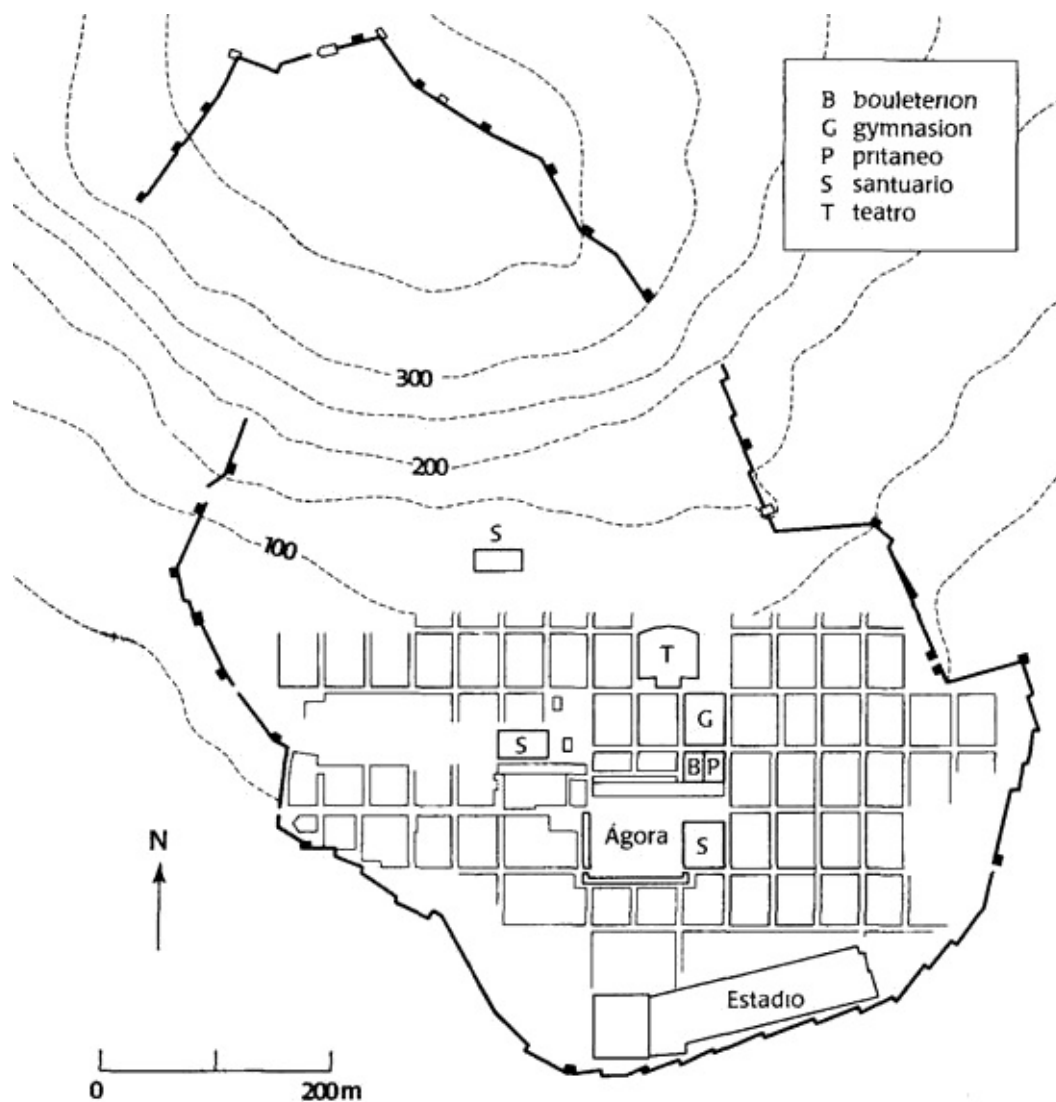 B bouleterion
G gymnasion
P pritaneo
S santuario
T teatro
300
200
100
S
T
G
S
B P
Ágora
S
N
Estadio
0 200m